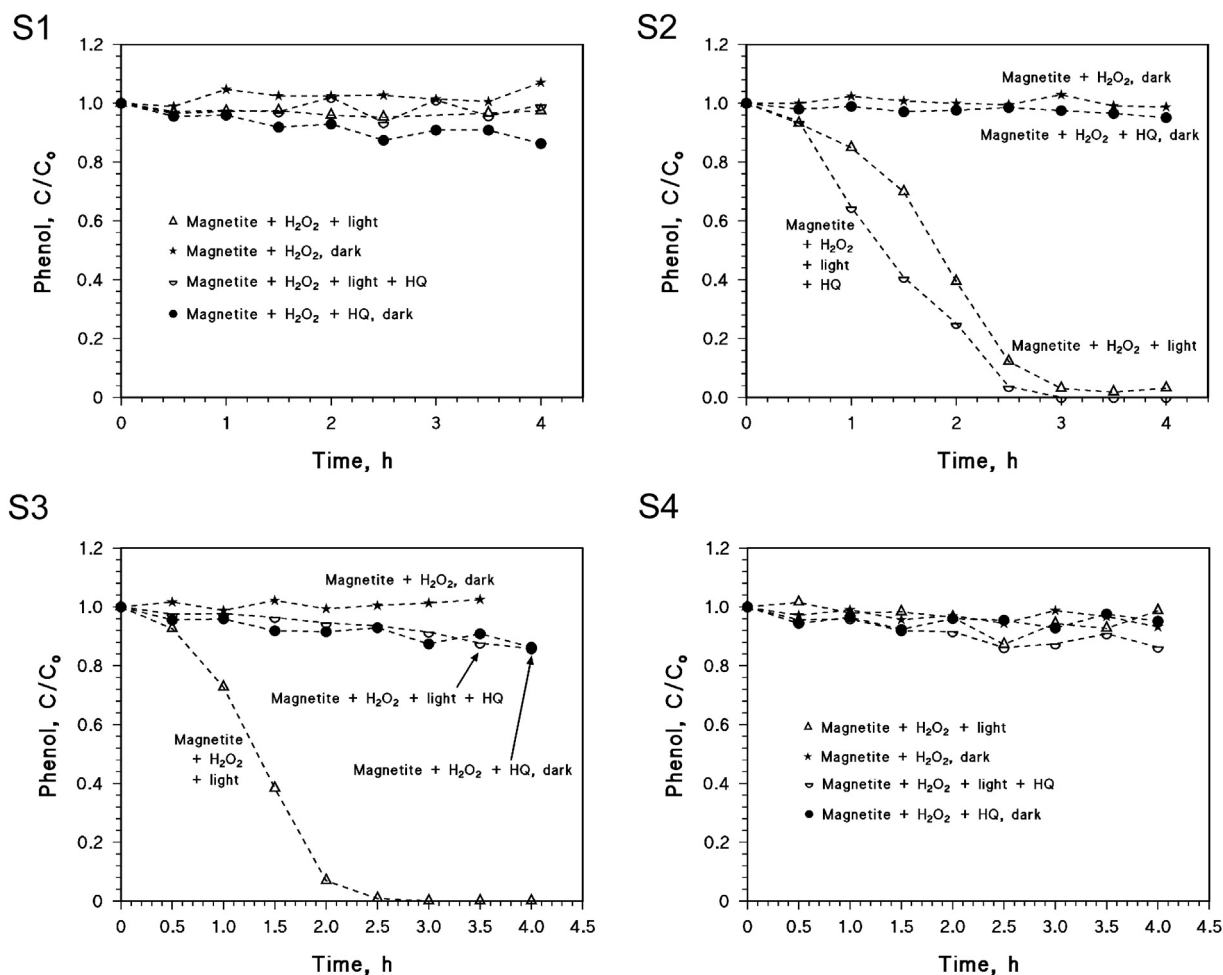 S1
1.2
1.0
0.8
0.6
0.4
0.2
0.0
Phenol, C/C₀
△ Magnetite + H₂O₂ + light
★ Magnetite + H₂O₂, dark
Magnetite + H₂O₂ + light + HQ
● Magnetite + H₂O₂ + HQ, dark
0 1 2 3 4
Time, h
S2
1.2
1.0
0.8
0.6
0.4
0.2
0.0
Phenol, C/C₀
Magnetite + H₂O₂, dark
Magnetite + H₂O₂ + HQ, dark
Magnetite
+ H₂O₂
+ light
+ HQ
Magnetite + H₂O₂ + light
0 1 2 3 4
Time, h
S3
1.2
1.0
0.8
0.6
0.4
0.2
0
Phenol, C/C₀
Magnetite + H₂O₂, dark
Magnetite + H₂O₂ + light + HQ
Magnetite
+ H₂O₂
+ light
Magnetite + H₂O₂ + HQ, dark
0 0.5 1.0 1.5 2.0 2.5 3.0 3.5 4.0 4.5
Time, h
S4
1.2
1.0
0.8
0.6
0.4
0.2
0
Phenol, C/C₀
△ Magnetite + H₂O₂ + light
★ Magnetite + H₂O₂, dark
Magnetite + H₂O₂ + light + HQ
● Magnetite + H₂O₂ + HQ, dark
0 0.5 1.0 1.5 2.0 2.5 3.0 3.5 4.0 4.5
Time, h